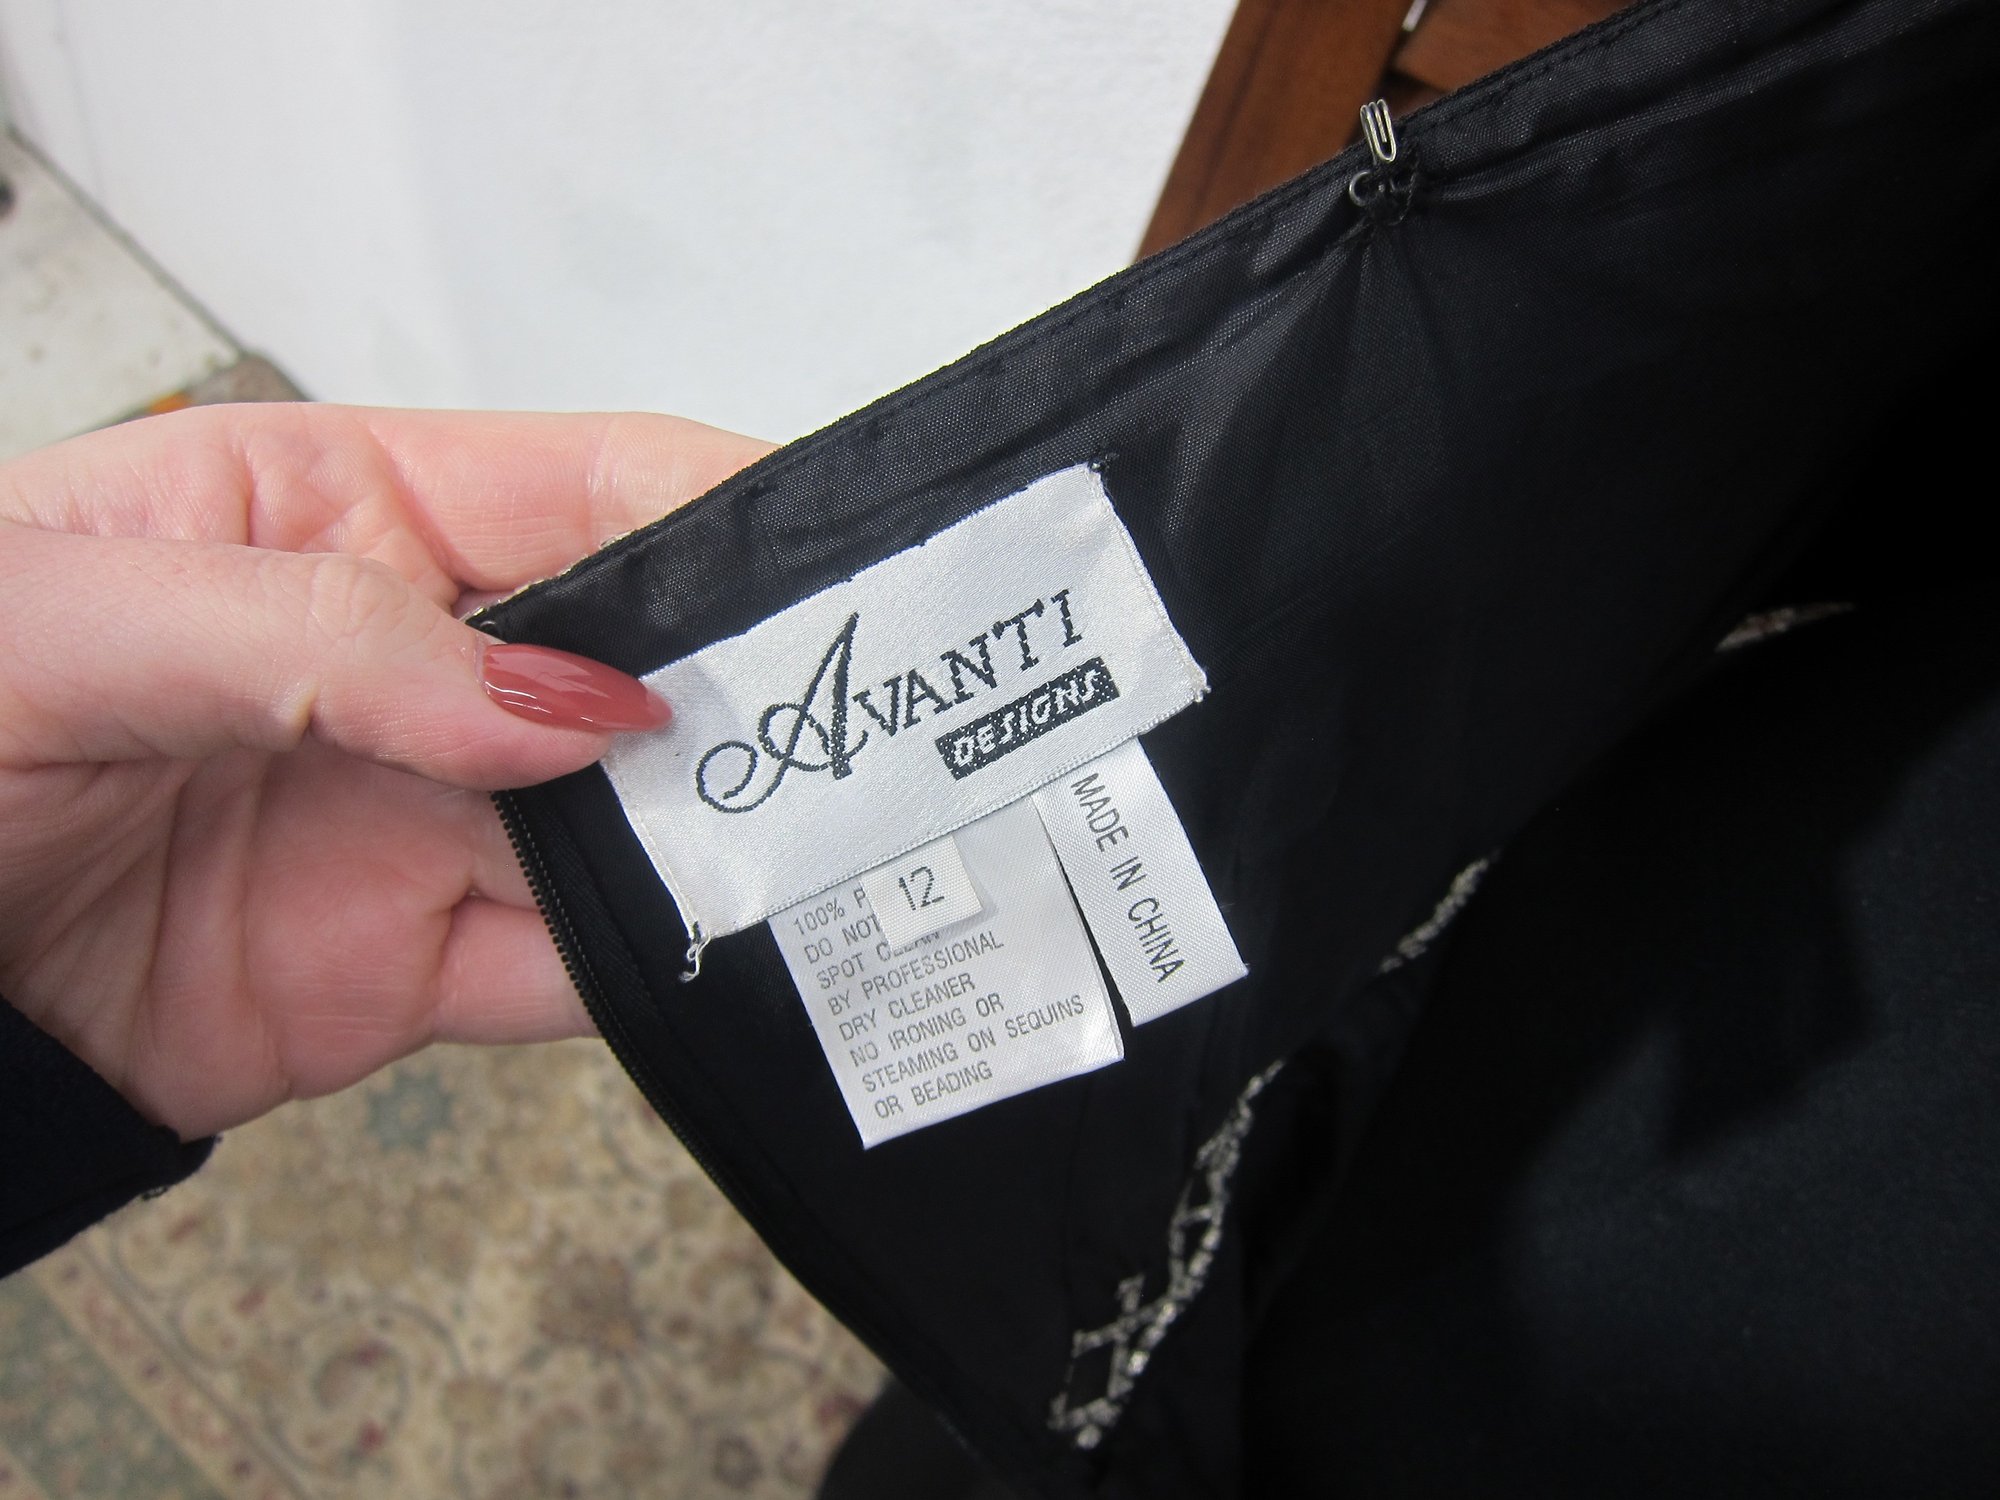 AVANTI
DESIGNS
12
MADE IN CHINA
100%
DO NOT
SPOT CLEAN
BY PROFESSIONAL
DRY CLEANER
NO IRONING OR
STEAMING ON SEQUINS
OR BEADING